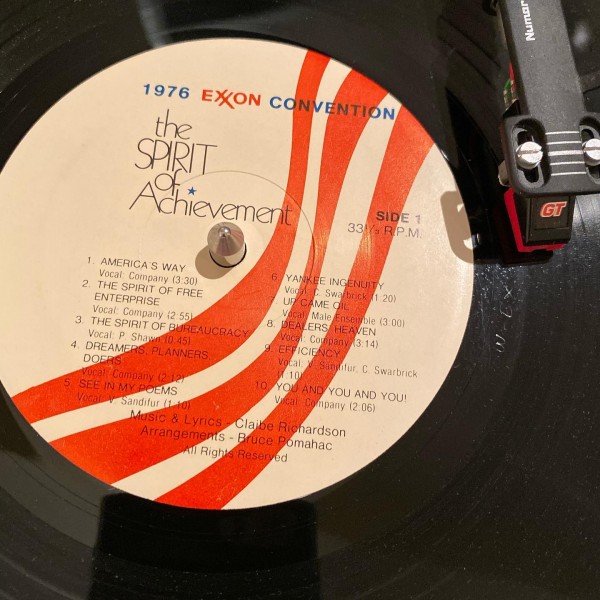 1976 EXXON CONVENTION
the
SPIRIT
of
Achievement
SIDE 1
33⅓ R.P.M.
1. AMERICA'S WAY
Vocal: Company (3:30)
2. THE SPIRIT OF FREE
ENTERPRISE
Vocal: Company (2:55)
3. THE SPIRIT OF BUREAUCRACY
Vocal: P. Shawn (0:45)
4. DREAMERS, PLANNERS
DOERS
Vocal: Company (2:12)
5. SEE IN MY POEMS
Vocal: V. Sandifur (1:10)
6. YANKEE INGENUITY
Vocal: C. Swarbrick (1:20)
7. UP CAME OIL
Vocal: Male Ensemble (3:00)
8. DEALERS, HEAVEN
Vocal: Company (3:14)
9. EFFICIENCY
Vocal: V. Sandifur, C. Swarbrick
(1:10)
10. YOU AND YOU AND YOU!
Vocal: Company (2:06)
Music & Lyrics - Claibe Richardson
Arrangements - Bruce Pomahac
All Rights Reserved
GT